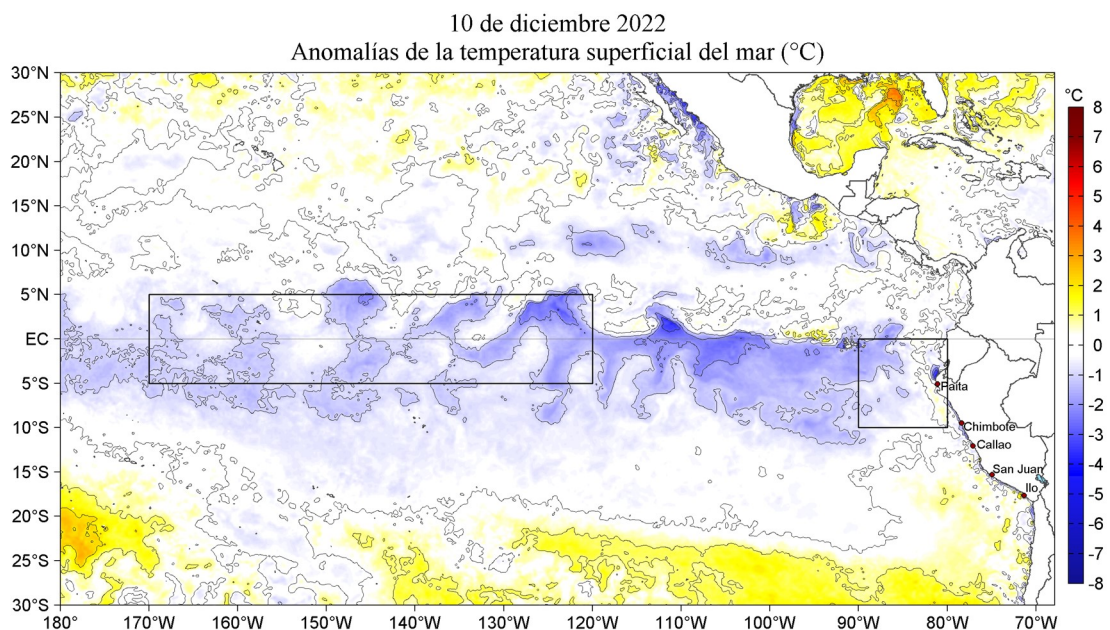 10 de diciembre 2022
Anomalías de la temperatura superficial del mar (°C)
30°N
25°N
20°N
15°N
10°N
5°N
EC
5°S
10°S
15°S
20°S
25°S
30°S
180 170°W 160°W 150°W 140°W 130°W 120°W 110°W 100°W 90°W 80°W 70°W
Paita
Chimbote
Callao
San Juan
Ilo
°C
8
7
6
5
4
3
2
1
0
-1
-2
-3
-4
-5
-6
-7
-8